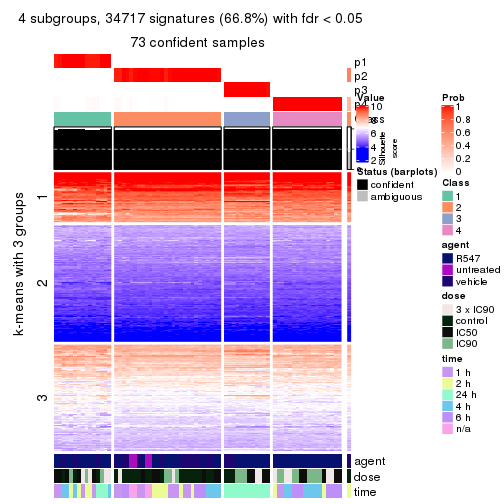 4 subgroups, 34717 signatures (66.8%) with fdr < 0.05
73 confident samples
p1
p2
p3
Value
8
6
4
2
Silhouette
score
Status (barplots)
confident
ambiguous
Prob
1
0.8
0.6
0.4
0.2
0
Class
1
2
3
4
agent
R547
untreated
vehicle
dose
3 x IC90
control
IC50
IC90
time
1 h
2 h
24 h
4 h
6 h
n/a
k-means with 3 groups
1
2
3
agent
dose
time